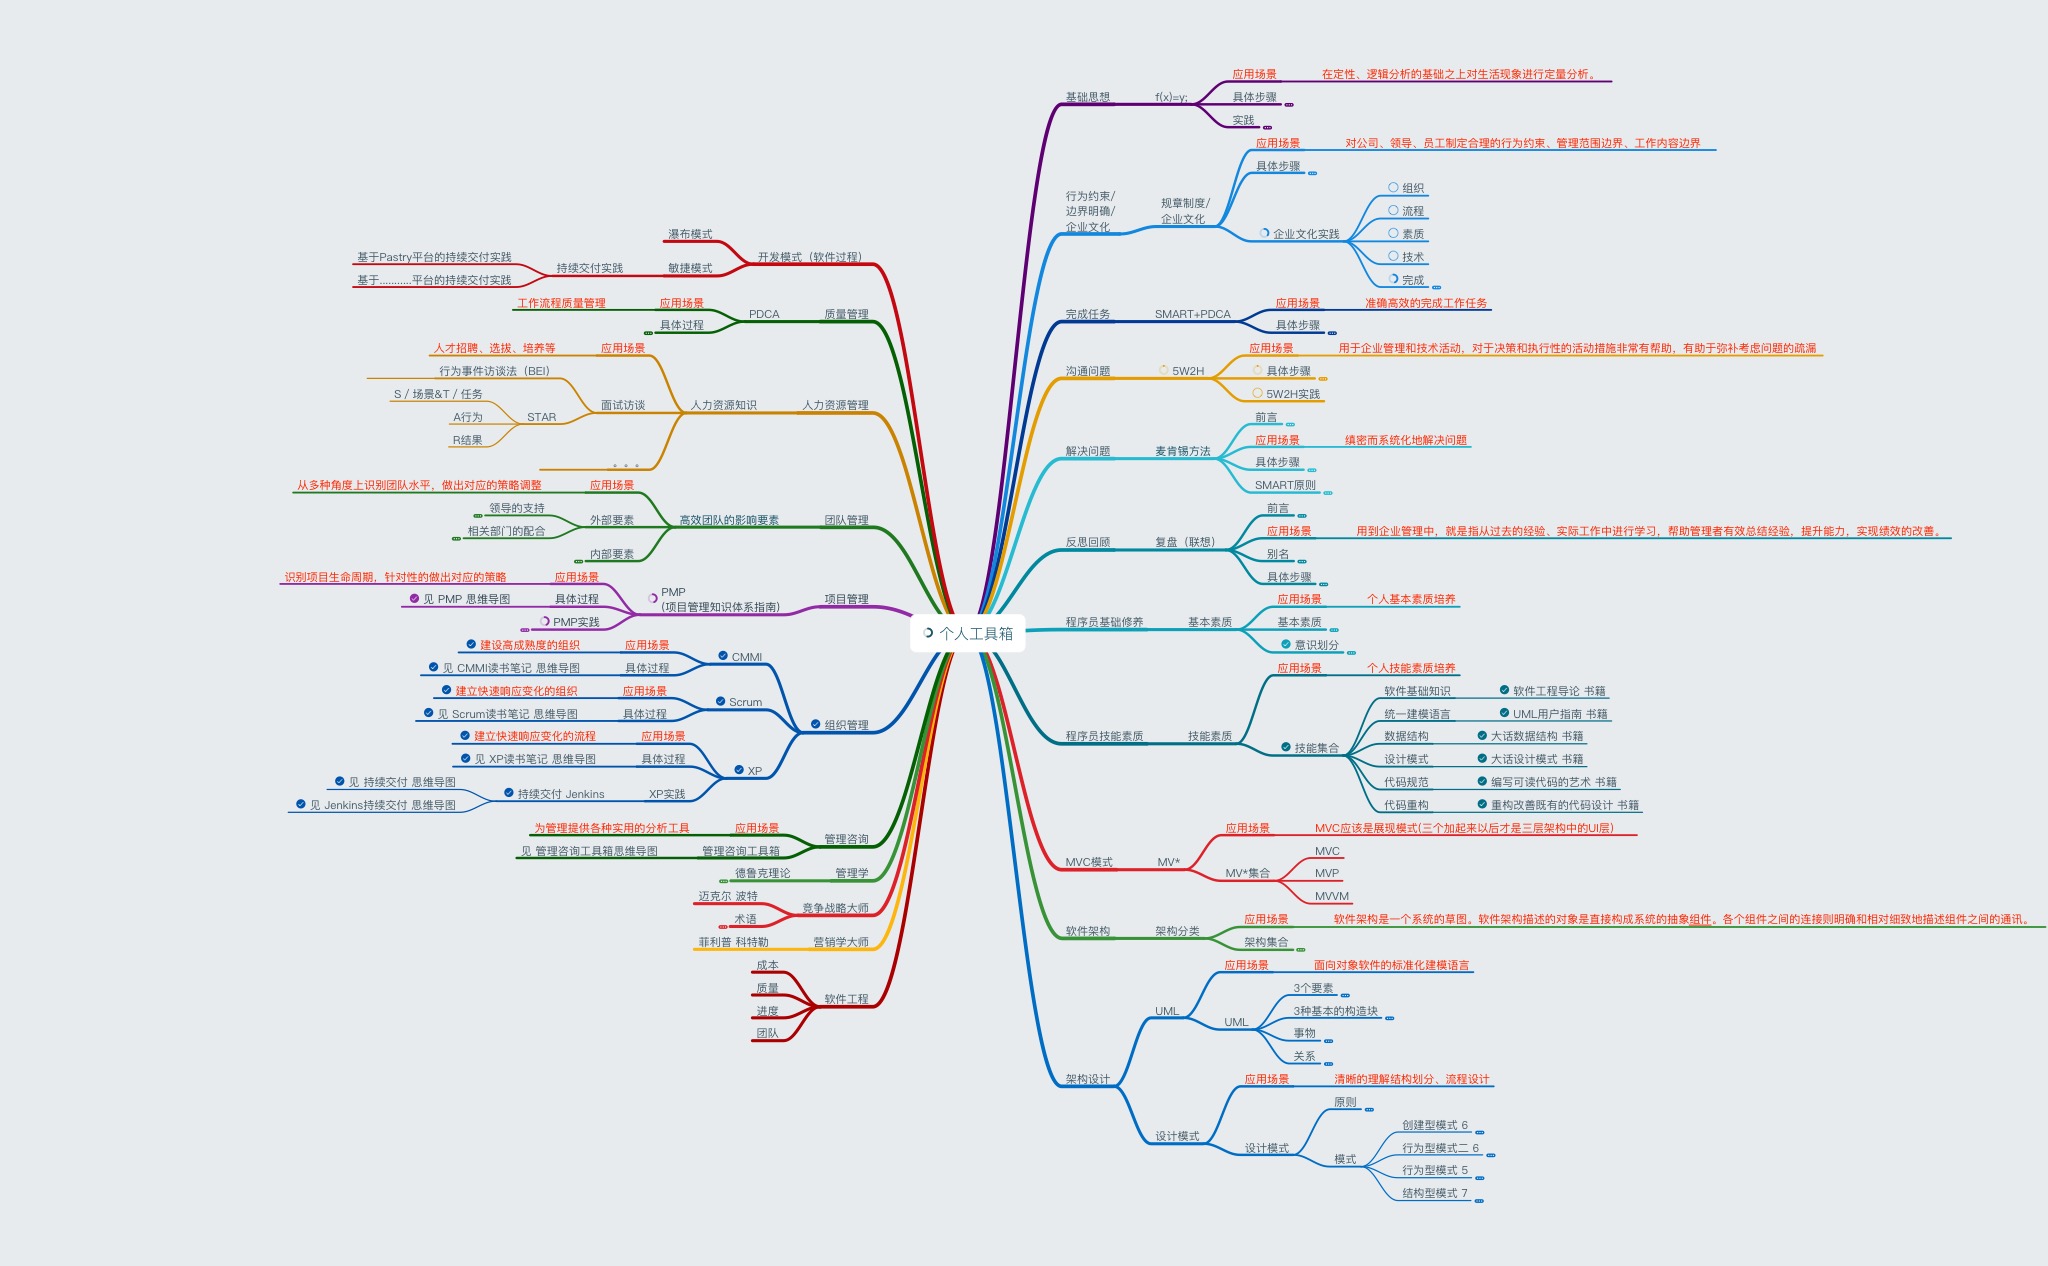 个人工具箱
基础思想
f(x)=y;
应用场景
在定性、逻辑分析的基础之上对生活现象进行定量分析。
具体步骤
实践
行为约束/
边界明确/
企业文化
规章制度/
企业文化
应用场景
对公司、领导、员工制定合理的行为约束、管理范围边界、工作内容边界
具体步骤
企业文化实践
组织
流程
素质
技术
完成
完成任务
SMART+PDCA
应用场景
准确高效的完成工作任务
具体步骤
沟通问题
5W2H
应用场景
用于企业管理和技术活动，对于决策和执行性的活动措施非常有帮助，有助于弥补考虑问题的疏漏
具体步骤
5W2H实践
解决问题
麦肯锡方法
前言
应用场景
缜密而系统化地解决问题
具体步骤
SMART原则
反思回顾
复盘（联想）
前言
应用场景
用到企业管理中，就是指从过去的经验、实际工作中进行学习，帮助管理者有效总结经验，提升能力，实现绩效的改善。
别名
具体步骤
程序员基础修养
基本素质
应用场景
个人基本素质培养
基本素质
意识划分
程序员技能素质
技能素质
应用场景
个人技能素质培养
技能集合
软件基础知识
软件工程导论 书籍
统一建模语言
UML用户指南 书籍
数据结构
大话数据结构 书籍
设计模式
大话设计模式 书籍
代码规范
编写可读代码的艺术 书籍
代码重构
重构改善既有的代码设计 书籍
MVC模式
MV*
应用场景
MVC应该是展现模式(三个加起来以后才是三层架构中的UI层)
MV*集合
MVC
MVP
MVVM
软件架构
架构分类
应用场景
软件架构是一个系统的草图。软件架构描述的对象是直接构成系统的抽象组件。各个组件之间的连接则明确和相对细致地描述组件之间的通讯。
架构集合
架构设计
UML
应用场景
面向对象软件的标准化建模语言
UML
3个要素
3种基本的构造块
事物
关系
设计模式
应用场景
清晰的理解结构划分、流程设计
设计模式
原则
模式
创建型模式 6
行为型模式二 6
行为型模式 5
结构型模式 7
开发模式（软件过程）
瀑布模式
敏捷模式
持续交付实践
基于Pastry平台的持续交付实践
基于...........平台的持续交付实践
质量管理
PDCA
应用场景
工作流程质量管理
具体过程
人力资源管理
人力资源知识
应用场景
人才招聘、选拔、培养等
面试访谈
行为事件访谈法（BEI）
STAR
S / 场景&T / 任务
A行为
R结果
。。。
团队管理
高效团队的影响要素
应用场景
从多种角度上识别团队水平，做出对应的策略调整
外部要素
领导的支持
相关部门的配合
内部要素
项目管理
PMP
(项目管理知识体系指南)
应用场景
识别项目生命周期，针对性的做出对应的策略
具体过程
见 PMP 思维导图
PMP实践
组织管理
CMMI
应用场景
建设高成熟度的组织
具体过程
见 CMMI读书笔记 思维导图
Scrum
应用场景
建立快速响应变化的组织
具体过程
见 Scrum读书笔记 思维导图
XP
应用场景
建立快速响应变化的流程
具体过程
见 XP读书笔记 思维导图
XP实践
持续交付 Jenkins
见 持续交付 思维导图
见 Jenkins持续交付 思维导图
管理咨询
应用场景
为管理提供各种实用的分析工具
管理咨询工具箱
见 管理咨询工具箱思维导图
管理学
德鲁克理论
竞争战略大师
迈克尔 波特
术语
营销学大师
菲利普 科特勒
软件工程
成本
质量
进度
团队